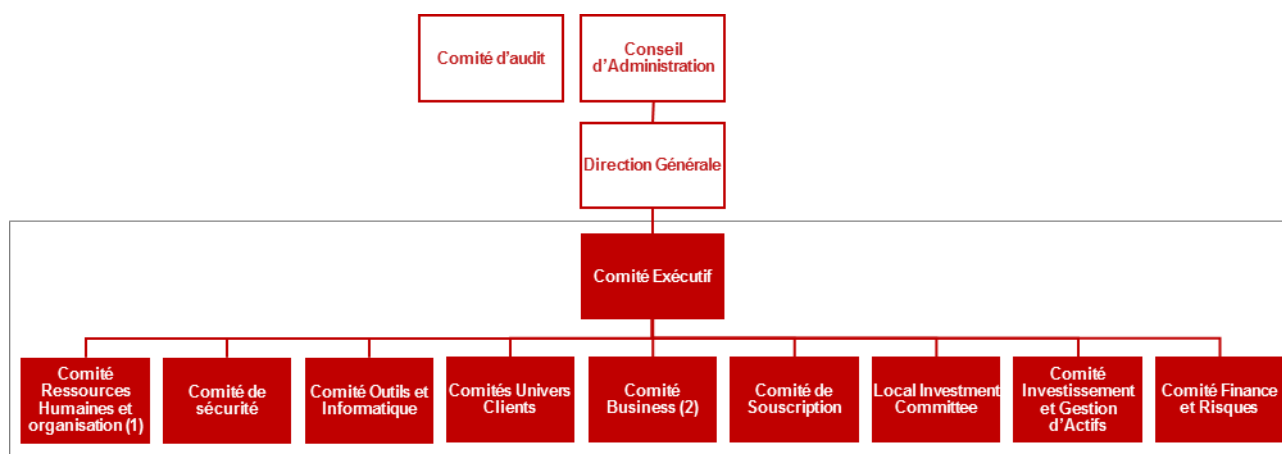 Comité d’audit
Conseil
d’Administration
Direction Générale
Comité Exécutif
Comité
Ressources
Humaines et
organisation (1)
Comité de
sécurité
Comité Outils et
Informatique
Comités Univers
Clients
Comité
Business (2)
Comité de
Souscription
Local Investment
Committee
Comité
Investissement
et Gestion
d’Actifs
Comité Finance
et Risques